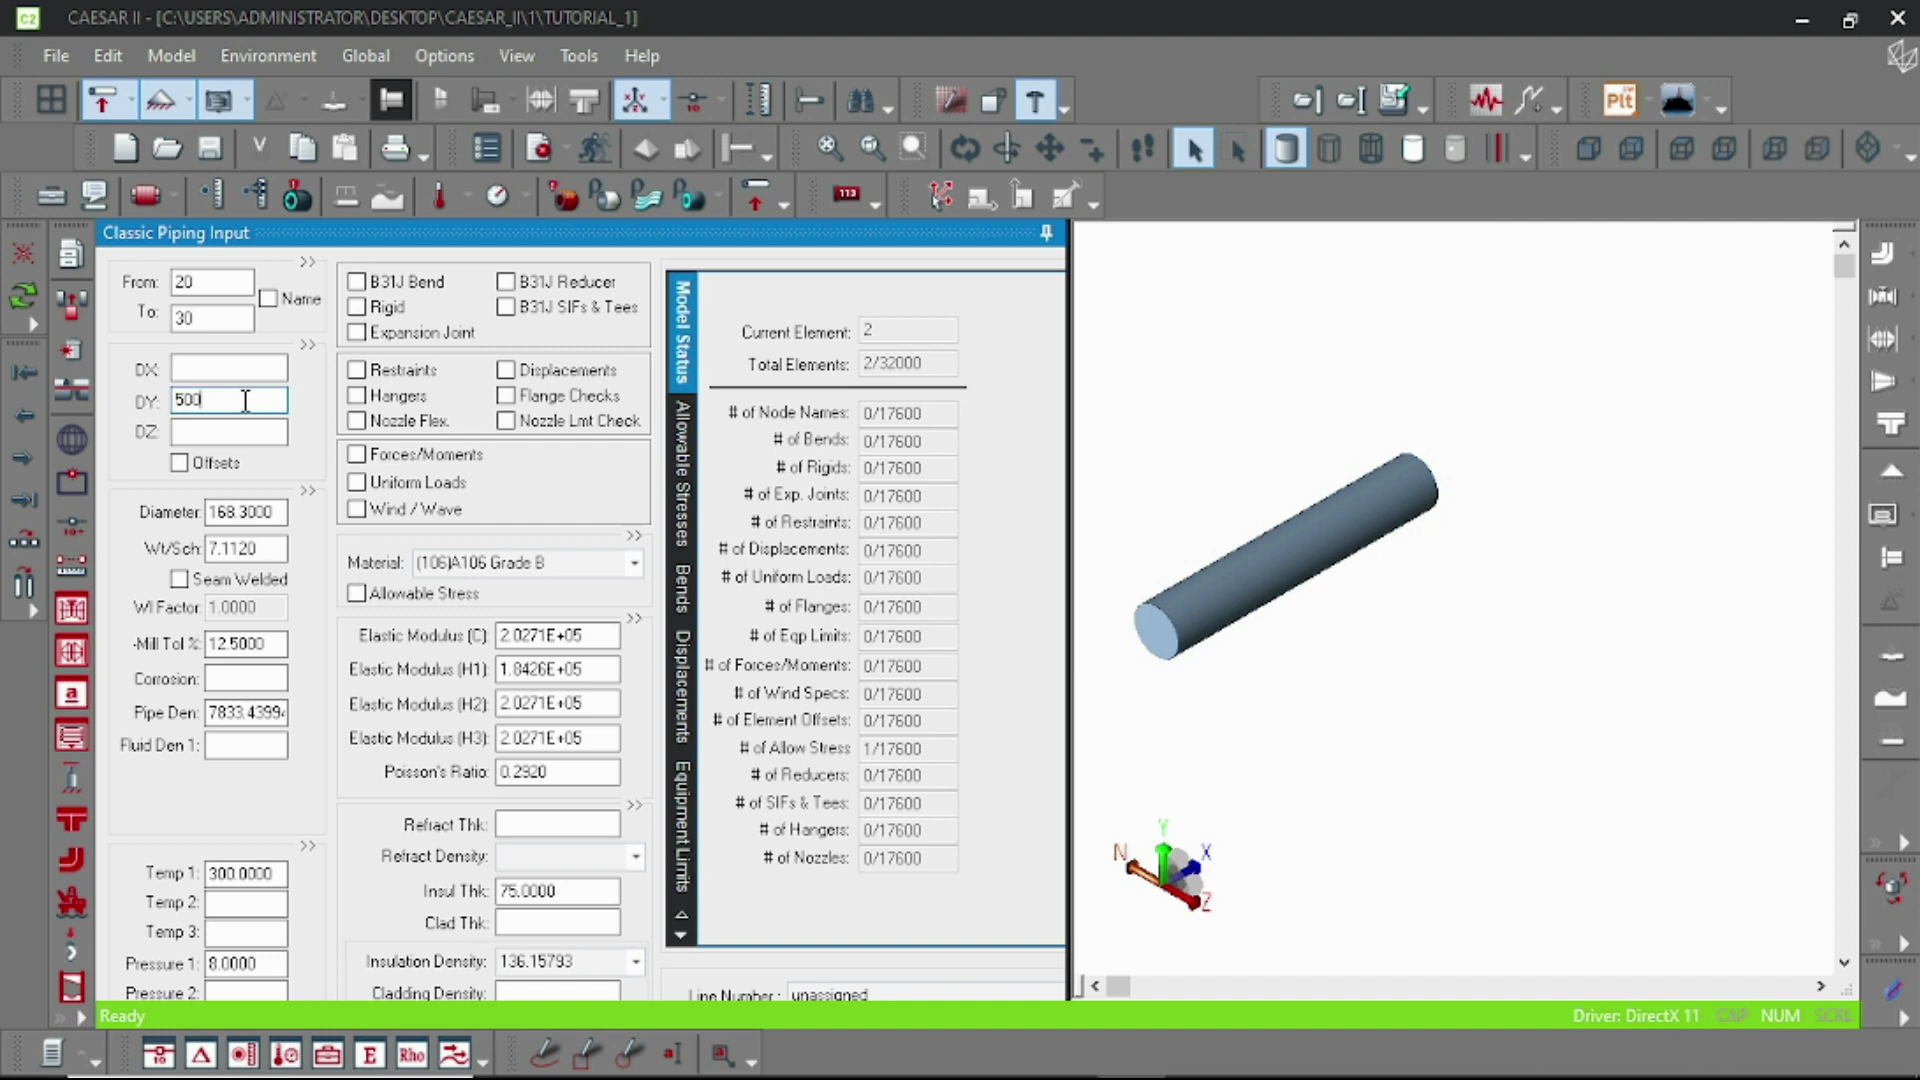 C2 CAESAR II - [C:\USERS\ADMINISTRATOR\DESKTOP\CAESAR_II\1\TUTORIAL_1]
File Edit Model Environment Global Options View Tools Help
Plt
113
Classic Piping Input
From: 20
To: 30
Name
DX:
DY: 500
DZ:
Offsets
Diameter: 168.3000
Wt/Sch: 7.1120
Seam Welded
WI Factor: 1.0000
-Mill Tol %: 12.5000
Corrosion:
Pipe Den: 7833.4399
Fluid Den 1:
Temp 1: 300.0000
Temp 2:
Temp 3:
Pressure 1: 8.0000
Pressure 2:
B31J Bend B31J Reducer
Rigid B31J SIFs & Tees
Expansion Joint
Restraints Displacements
Hangers Flange Checks
Nozzle Flex. Nozzle Lmt Check
Forces/Moments
Uniform Loads
Wind / Wave
Material: (106)A106 Grade B
Allowable Stress
Elastic Modulus (C): 2.0271E+05
Elastic Modulus (H1): 1.8426E+05
Elastic Modulus (H2): 2.0271E+05
Elastic Modulus (H3): 2.0271E+05
Poisson's Ratio: 0.2920
Refract Thk:
Refract Density:
Insul Thk: 75.0000
Clad Thk:
Insulation Density: 136.15793
Cladding Density:
Model Status
Allowable Stresses
Bends
Displacements
Equipment Limits
Current Element: 2
Total Elements: 2/32000
# of Node Names: 0/17600
# of Bends: 0/17600
# of Rigids: 0/17600
# of Exp. Joints: 0/17600
# of Restraints: 0/17600
# of Displacements: 0/17600
# of Uniform Loads: 0/17600
# of Flanges: 0/17600
# of Eqp Limits: 0/17600
# of Forces/Moments: 0/17600
# of Wind Specs: 0/17600
# of Element Offsets: 0/17600
# of Allow Stress 1/17600
# of Reducers: 0/17600
# of SIFs & Tees: 0/17600
# of Hangers: 0/17600
# of Nozzles: 0/17600
Line Number : unassigned
Y
N
X
Z
Ready
Driver: DirectX 11 CAP NUM SCRL
E Rho a